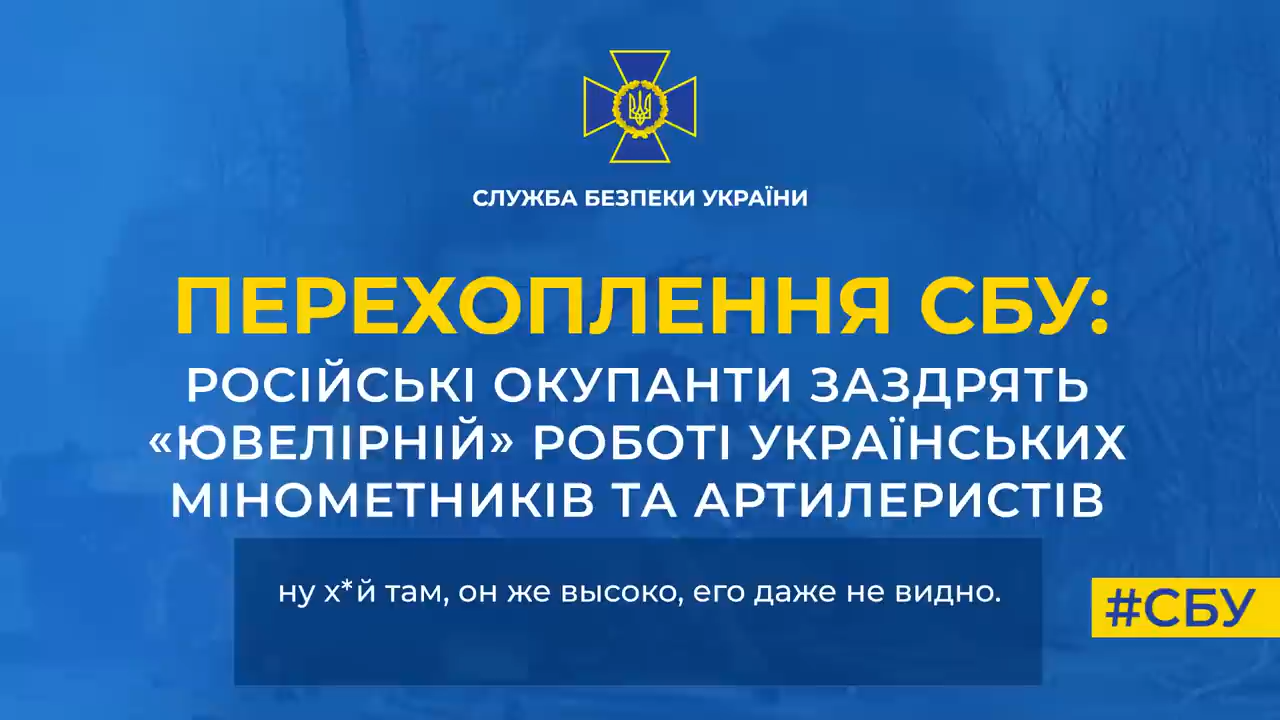 СЛУЖБА БЕЗПЕКИ УКРАЇНИ
ПЕРЕХОПЛЕННЯ СБУ:
РОСІЙСЬКІ ОКУПАНТИ ЗАЗДРЯТЬ
«ЮВЕЛІРНІЙ» РОБОТІ УКРАЇНСЬКИХ
МІНОМЕТНИКІВ ТА АРТИЛЕРИСТІВ
ну х*й там, он же высоко, его даже не видно.
#СБУ